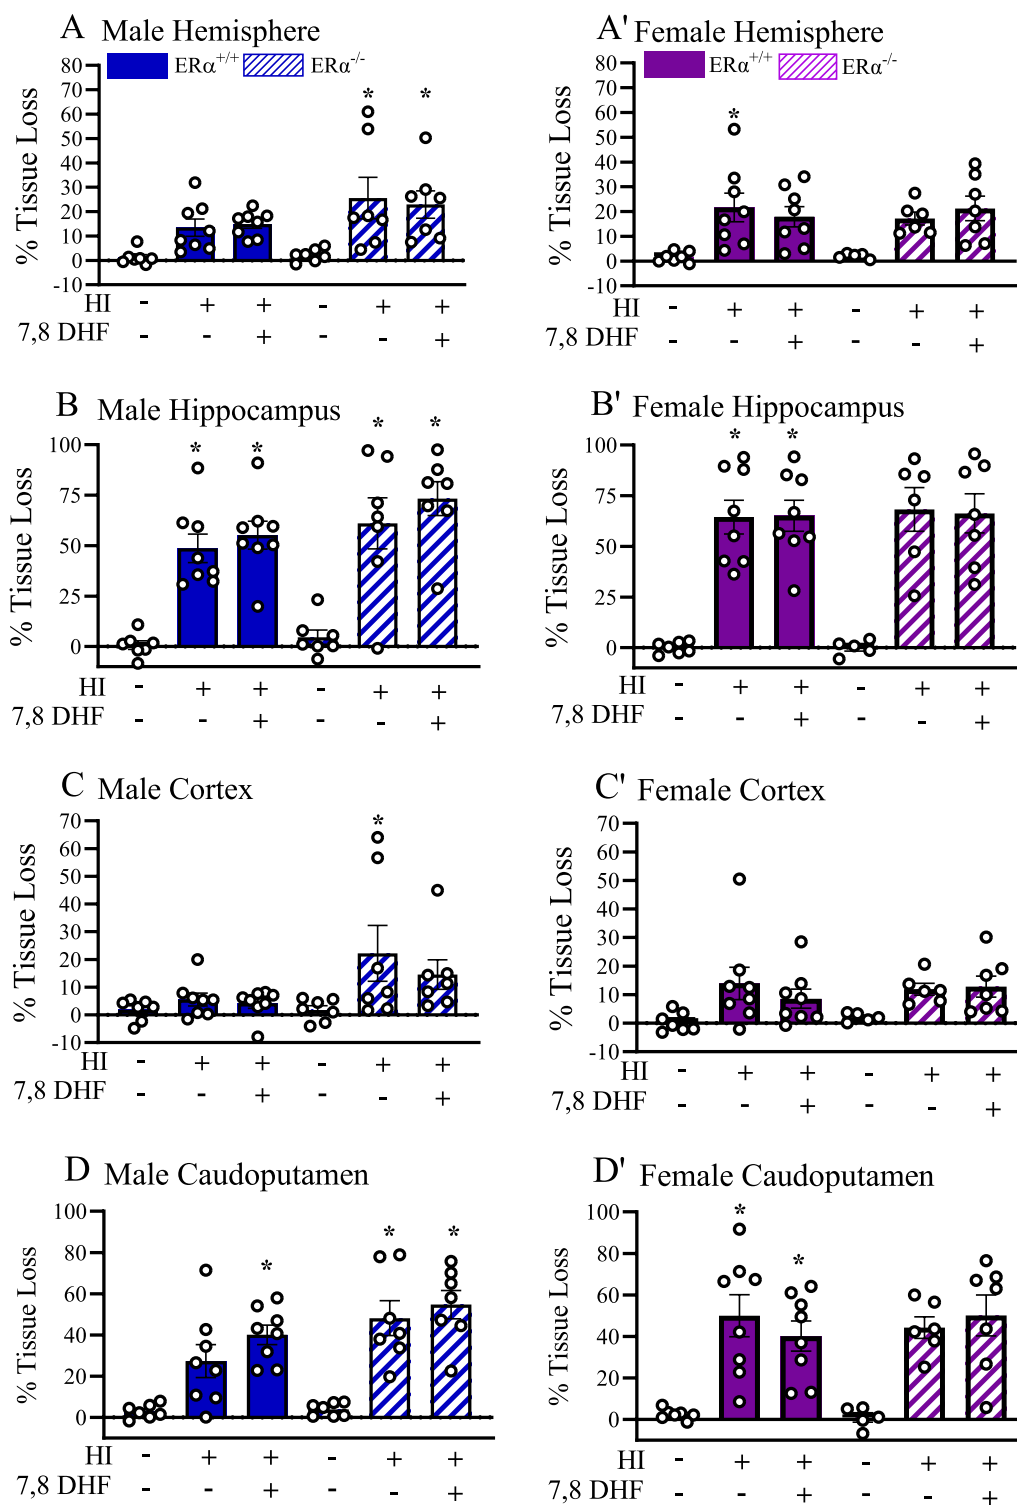 A Male Hemisphere
ERα+/+ ERα-/-
% Tissue Loss
80
70
60
50
40
30
20
10
0
-10
* *
HI - + + - + +
7,8 DHF - - + - - +
A' Female Hemisphere
ERα+/+ ERα-/-
% Tissue Loss
80
70
60
50
40
30
20
10
0
-10
*
HI - + + - + +
7,8 DHF - - + - - +
B Male Hippocampus
% Tissue Loss
100
75
50
25
0
* * * *
HI - + + - + +
7,8 DHF - - + - - +
B' Female Hippocampus
% Tissue Loss
100
75
50
25
0
* *
HI - + + - + +
7,8 DHF - - + - - +
C Male Cortex
% Tissue Loss
70
60
50
40
30
20
10
0
-10
*
HI - + + - + +
7,8 DHF - - + - - +
C' Female Cortex
% Tissue Loss
70
60
50
40
30
20
10
0
-10
HI - + + - + +
7,8 DHF - - + - - +
D Male Caudoputamen
% Tissue Loss
100
80
60
40
20
0
* * *
HI - + + - + +
7,8 DHF - - + - - +
D' Female Caudoputamen
% Tissue Loss
100
80
60
40
20
0
* *
HI - + + - + +
7,8 DHF - - + - - +